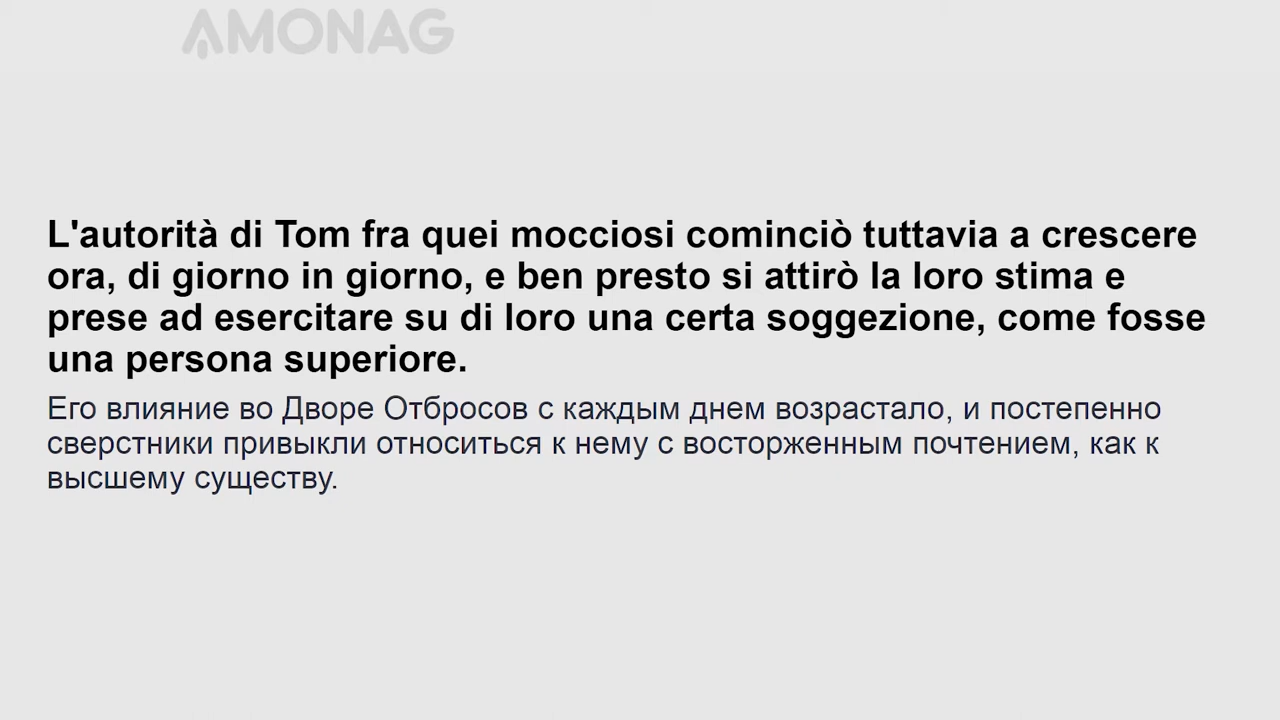 AMONAG
L'autorità di Tom fra quei mocciosi cominciò tuttavia a crescere
ora, di giorno in giorno, e ben presto si attirò la loro stima e
prese ad esercitare su di loro una certa soggezione, come fosse
una persona superiore.
Его влияние во Дворе Отбросов с каждым днем возрастало, и постепенно
сверстники привыкли относиться к нему с восторженным почтением, как к
высшему существу.